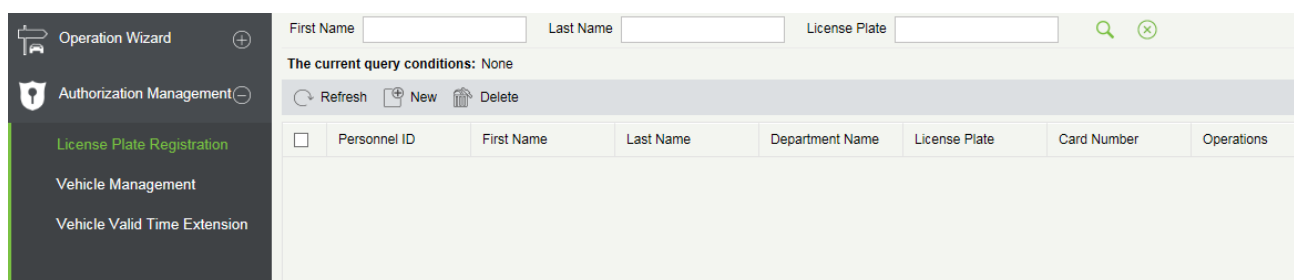 Operation Wizard
Authorization Management
License Plate Registration
Vehicle Management
Vehicle Valid Time Extension
First Name Last Name License Plate
The current query conditions: None
Refresh New Delete
Personnel ID First Name Last Name Department Name License Plate Card Number Operations